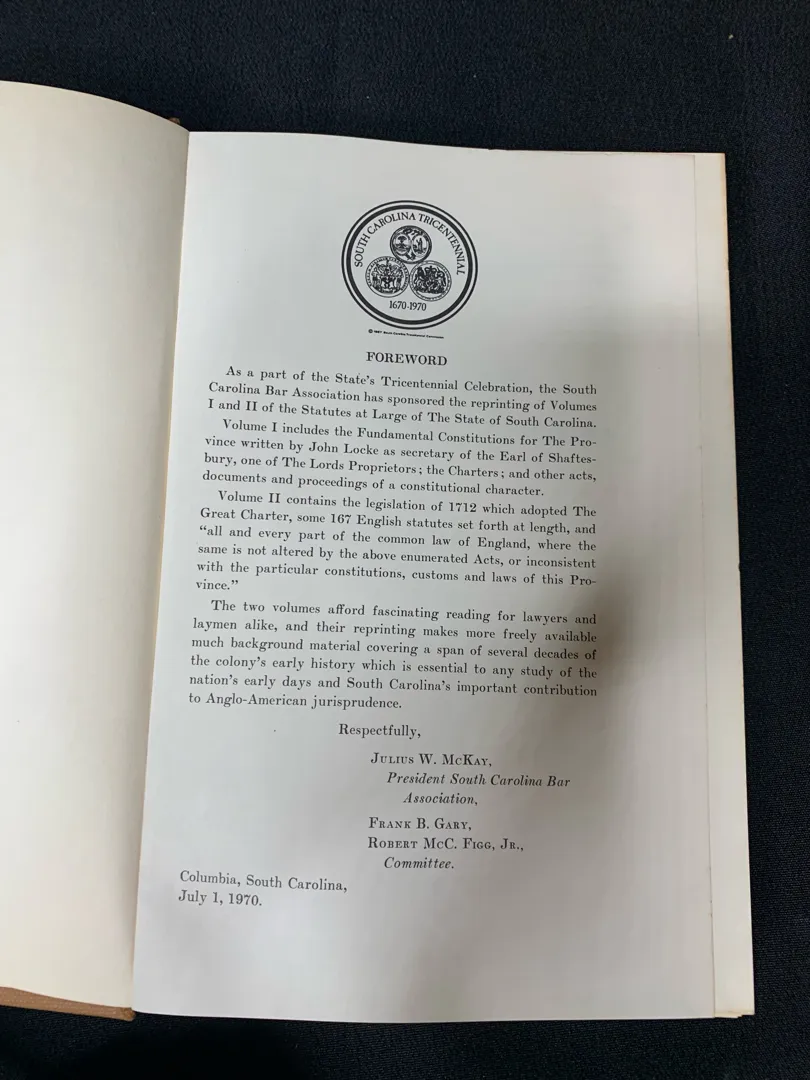 SOUTH CAROLINA TRICENTENNIAL
1670-1970
© 1967 South Carolina Tricentennial Commission
FOREWORD
As a part of the State's Tricentennial Celebration, the South
Carolina Bar Association has sponsored the reprinting of Volumes
I and II of the Statutes at Large of The State of South Carolina.
Volume I includes the Fundamental Constitutions for The Pro-
vince written by John Locke as secretary of the Earl of Shaftes-
bury, one of The Lords Proprietors; the Charters; and other acts,
documents and proceedings of a constitutional character.
Volume II contains the legislation of 1712 which adopted The
Great Charter, some 167 English statutes set forth at length, and
“all and every part of the common law of England, where the
same is not altered by the above enumerated Acts, or inconsistent
with the particular constitutions, customs and laws of this Pro-
vince.”
The two volumes afford fascinating reading for lawyers and
laymen alike, and their reprinting makes more freely available
much background material covering a span of several decades of
the colony's early history which is essential to any study of the
nation's early days and South Carolina's important contribution
to Anglo-American jurisprudence.
Respectfully,
JULIUS W. MCKAY,
President South Carolina Bar
Association,
FRANK B. GARY,
ROBERT MCC. FIGG, JR.,
Committee.
Columbia, South Carolina,
July 1, 1970.